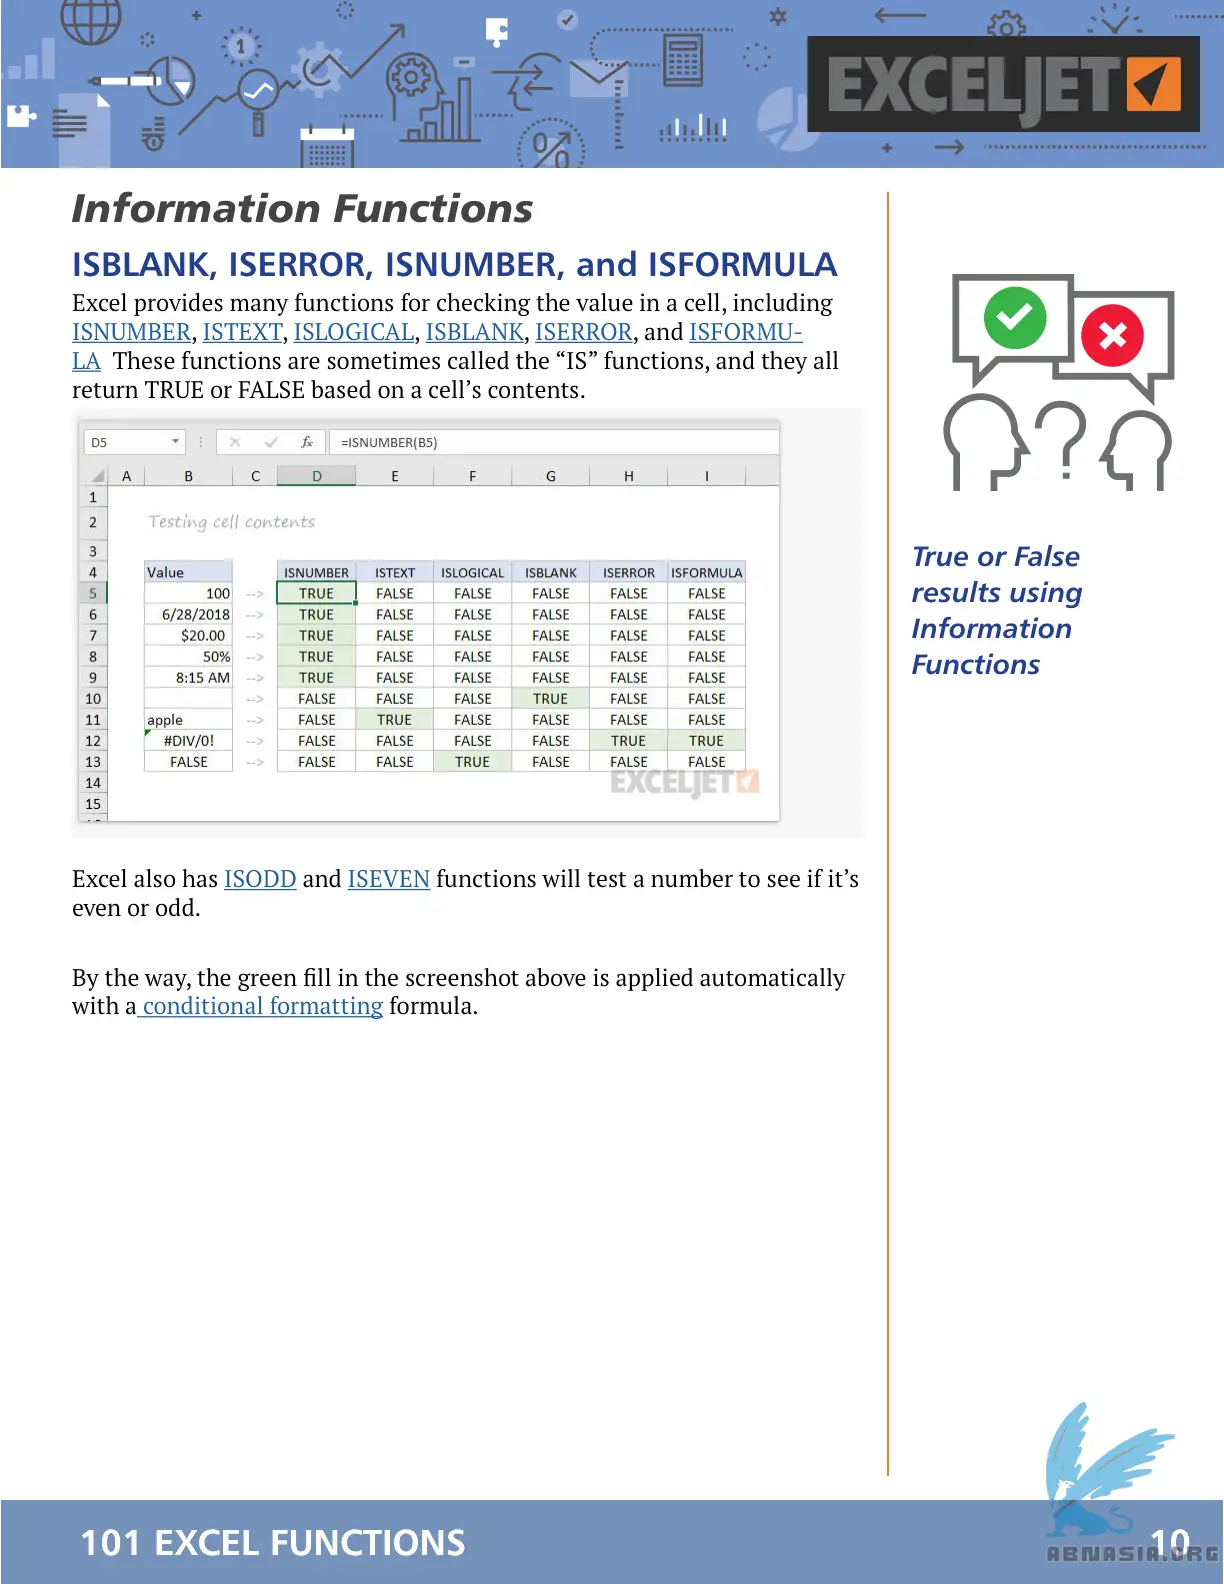 1
EXCELJET
Information Functions
ISBLANK, ISERROR, ISNUMBER, and ISFORMULA
Excel provides many functions for checking the value in a cell, including
ISNUMBER, ISTEXT, ISLOGICAL, ISBLANK, ISERROR, and ISFORMU-
LA  These functions are sometimes called the “IS” functions, and they all
return TRUE or FALSE based on a cell’s contents.
D5 fx =ISNUMBER(B5)
A B C D E F G H I
1
2 Testing cell contents
3
4 Value ISNUMBER ISTEXT ISLOGICAL ISBLANK ISERROR ISFORMULA
5 100 --> TRUE FALSE FALSE FALSE FALSE FALSE
6 6/28/2018 --> TRUE FALSE FALSE FALSE FALSE FALSE
7 $20.00 --> TRUE FALSE FALSE FALSE FALSE FALSE
8 50% --> TRUE FALSE FALSE FALSE FALSE FALSE
9 8:15 AM --> TRUE FALSE FALSE FALSE FALSE FALSE
10 --> FALSE FALSE FALSE TRUE FALSE FALSE
11 apple --> FALSE TRUE FALSE FALSE FALSE FALSE
12 #DIV/0! --> FALSE FALSE FALSE FALSE TRUE TRUE
13 FALSE --> FALSE FALSE TRUE FALSE FALSE FALSE
14
EXCELJET
15
Excel also has ISODD and ISEVEN functions will test a number to see if it’s
even or odd.
By the way, the green fill in the screenshot above is applied automatically
with a conditional formatting formula.
True or False
results using
Information
Functions
101 EXCEL FUNCTIONS
10
ABNASIA.ORG